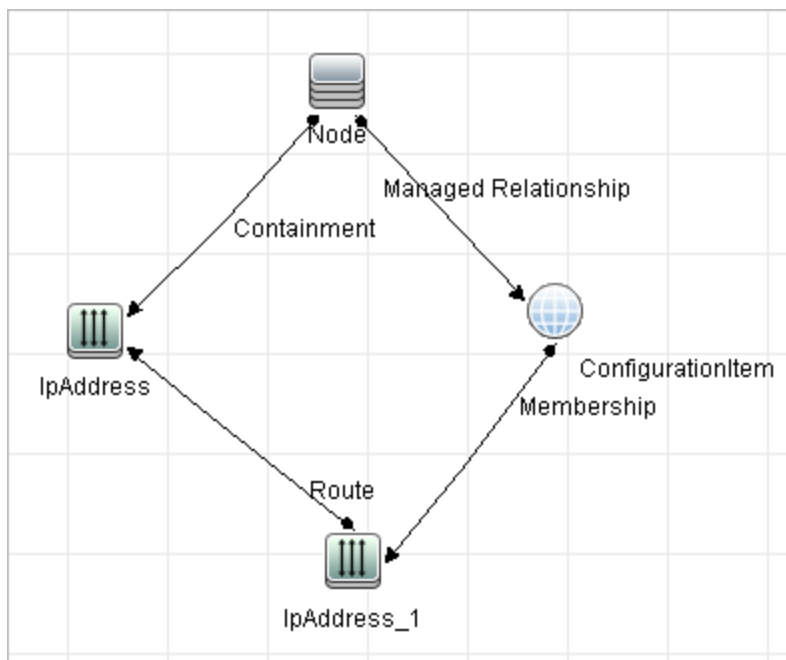 Node
Managed Relationship
Containment
ConfigurationItem
IpAddress
Membership
Route
IpAddress_1